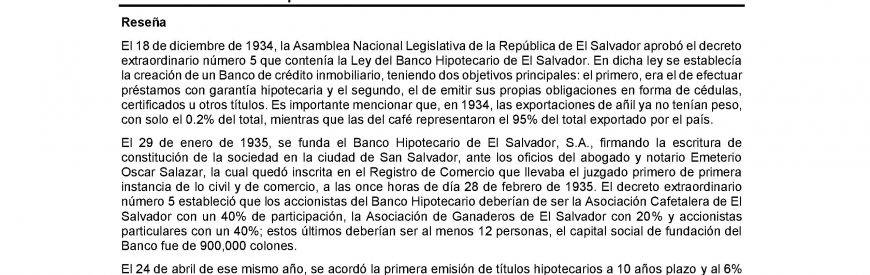 Reseña
El 18 de diciembre de 1934, la Asamblea Nacional Legislativa de la República de El Salvador aprobó el decreto
extraordinario número 5 que contenía la Ley del Banco Hipotecario de El Salvador. En dicha ley se establecía
la creación de un Banco de crédito inmobiliario, teniendo dos objetivos principales: el primero, era el de efectuar
préstamos con garantía hipotecaria y el segundo, el de emitir sus propias obligaciones en forma de cédulas,
certificados u otros títulos. Es importante mencionar que, en 1934, las exportaciones de añil ya no tenían peso,
con solo el 0.2% del total, mientras que las del café representaron el 95% del total exportado por el país.
El 29 de enero de 1935, se funda el Banco Hipotecario de El Salvador, S.A., firmando la escritura de
constitución de la sociedad en la ciudad de San Salvador, ante los oficios del abogado y notario Emeterio
Oscar Salazar, la cual quedó inscrita en el Registro de Comercio que llevaba el juzgado primero de primera
instancia de lo civil y de comercio, a las once horas de día 28 de febrero de 1935. El decreto extraordinario
número 5 estableció que los accionistas del Banco Hipotecario deberían de ser la Asociación Cafetalera de El
Salvador con un 40% de participación, la Asociación de Ganaderos de El Salvador con 20% y accionistas
particulares con un 40%; estos últimos deberían ser al menos 12 personas, el capital social de fundación del
Banco fue de 900,000 colones.
El 24 de abril de ese mismo año, se acordó la primera emisión de títulos hipotecarios a 10 años plazo y al 6%